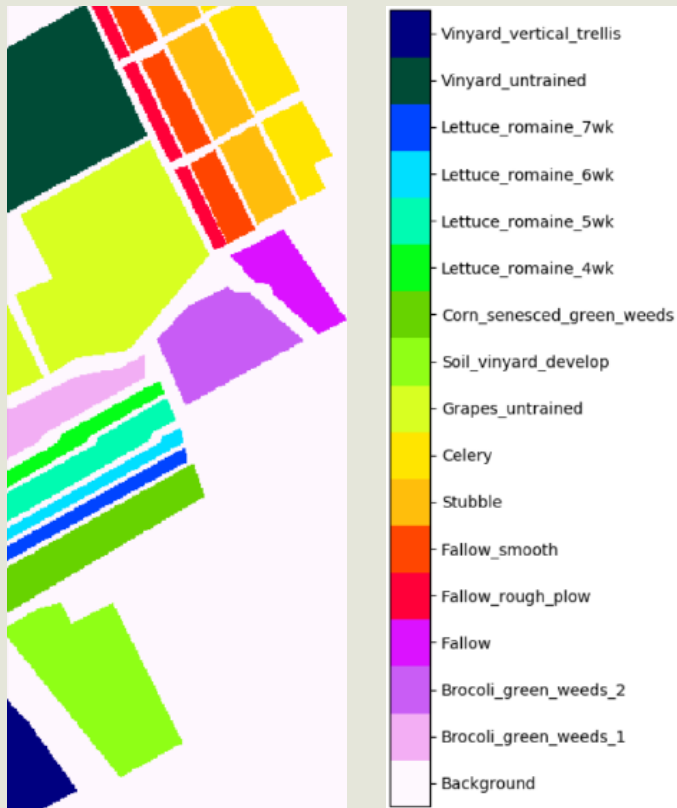 Vinyard_vertical_trellis
Vinyard_untrained
Lettuce_romaine_7wk
Lettuce_romaine_6wk
Lettuce_romaine_5wk
Lettuce_romaine_4wk
Corn_senesced_green_weeds
Soil_vinyard_develop
Grapes_untrained
Celery
Stubble
Fallow_smooth
Fallow_rough_plow
Fallow
Brocoli_green_weeds_2
Brocoli_green_weeds_1
Background